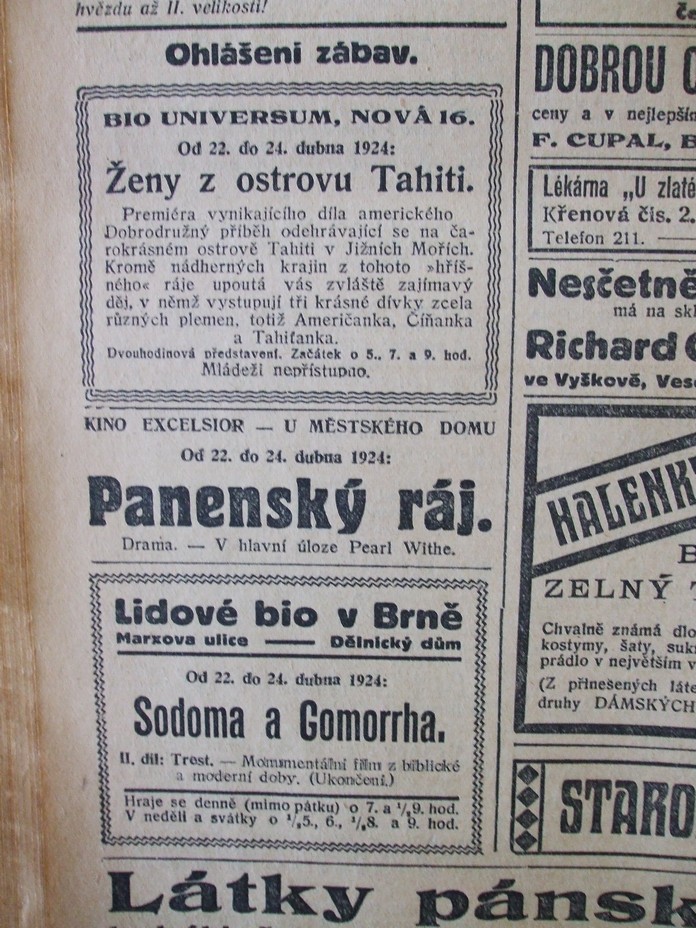 hvězdu až II. velikosti!
Ohlášení zábav.
BIO UNIVERSUM, NOVÁ 16.
Od 22. do 24. dubna 1924:
Ženy z ostrovu Tahiti.
Premiéra vynikajícího díla amerického
Dobrodružný příběh odehrávající se na ča-
rokrásném ostrově Tahiti v Jižních Mořích.
Kromě nádherných krajin z tohoto »hříš-
ného« ráje upoutá vás zvláště zajímavý
děj, v němž vystupují tři krásné dívky zcela
různých plemen, totiž Američanka, Číňanka
a Tahiťanka.
Dvouhodinová představení. Začátek o 5., 7. a 9. hod.
Mládeži nepřístupno.
KINO EXCELSIOR — U MĚSTSKÉHO DOMU
Od 22. do 24. dubna 1924:
Panenský ráj.
Drama. — V hlavní úloze Pearl Withe.
Lidové bio v Brně
Marxova ulice — Dělnický dům
Od 22. do 24. dubna 1924:
Sodoma a Gomorrha.
II. díl: Trest. — Monumentální film z biblické
a moderní doby. (Ukončení.)
Hraje se denně (mimo pátku) o 7. a ½9. hod.
V neděli a svátky o ½5., 6., ½8. a 9. hod.
Látky pánsk
DOBROU
ceny a v nejlepším
F. CUPAL, B
Lékárna „U zlaté
Křenová čís. 2.
Telefon 211. —
Nesčetně
má na skl
Richard
ve Vyškově, Ves
HALENK
ZELNÝ
Chvalně známá dlo
kostymy, šaty, sukn
prádlo v největším v
(Z přinešených láte
druhy DÁMSKÝCH
STARO